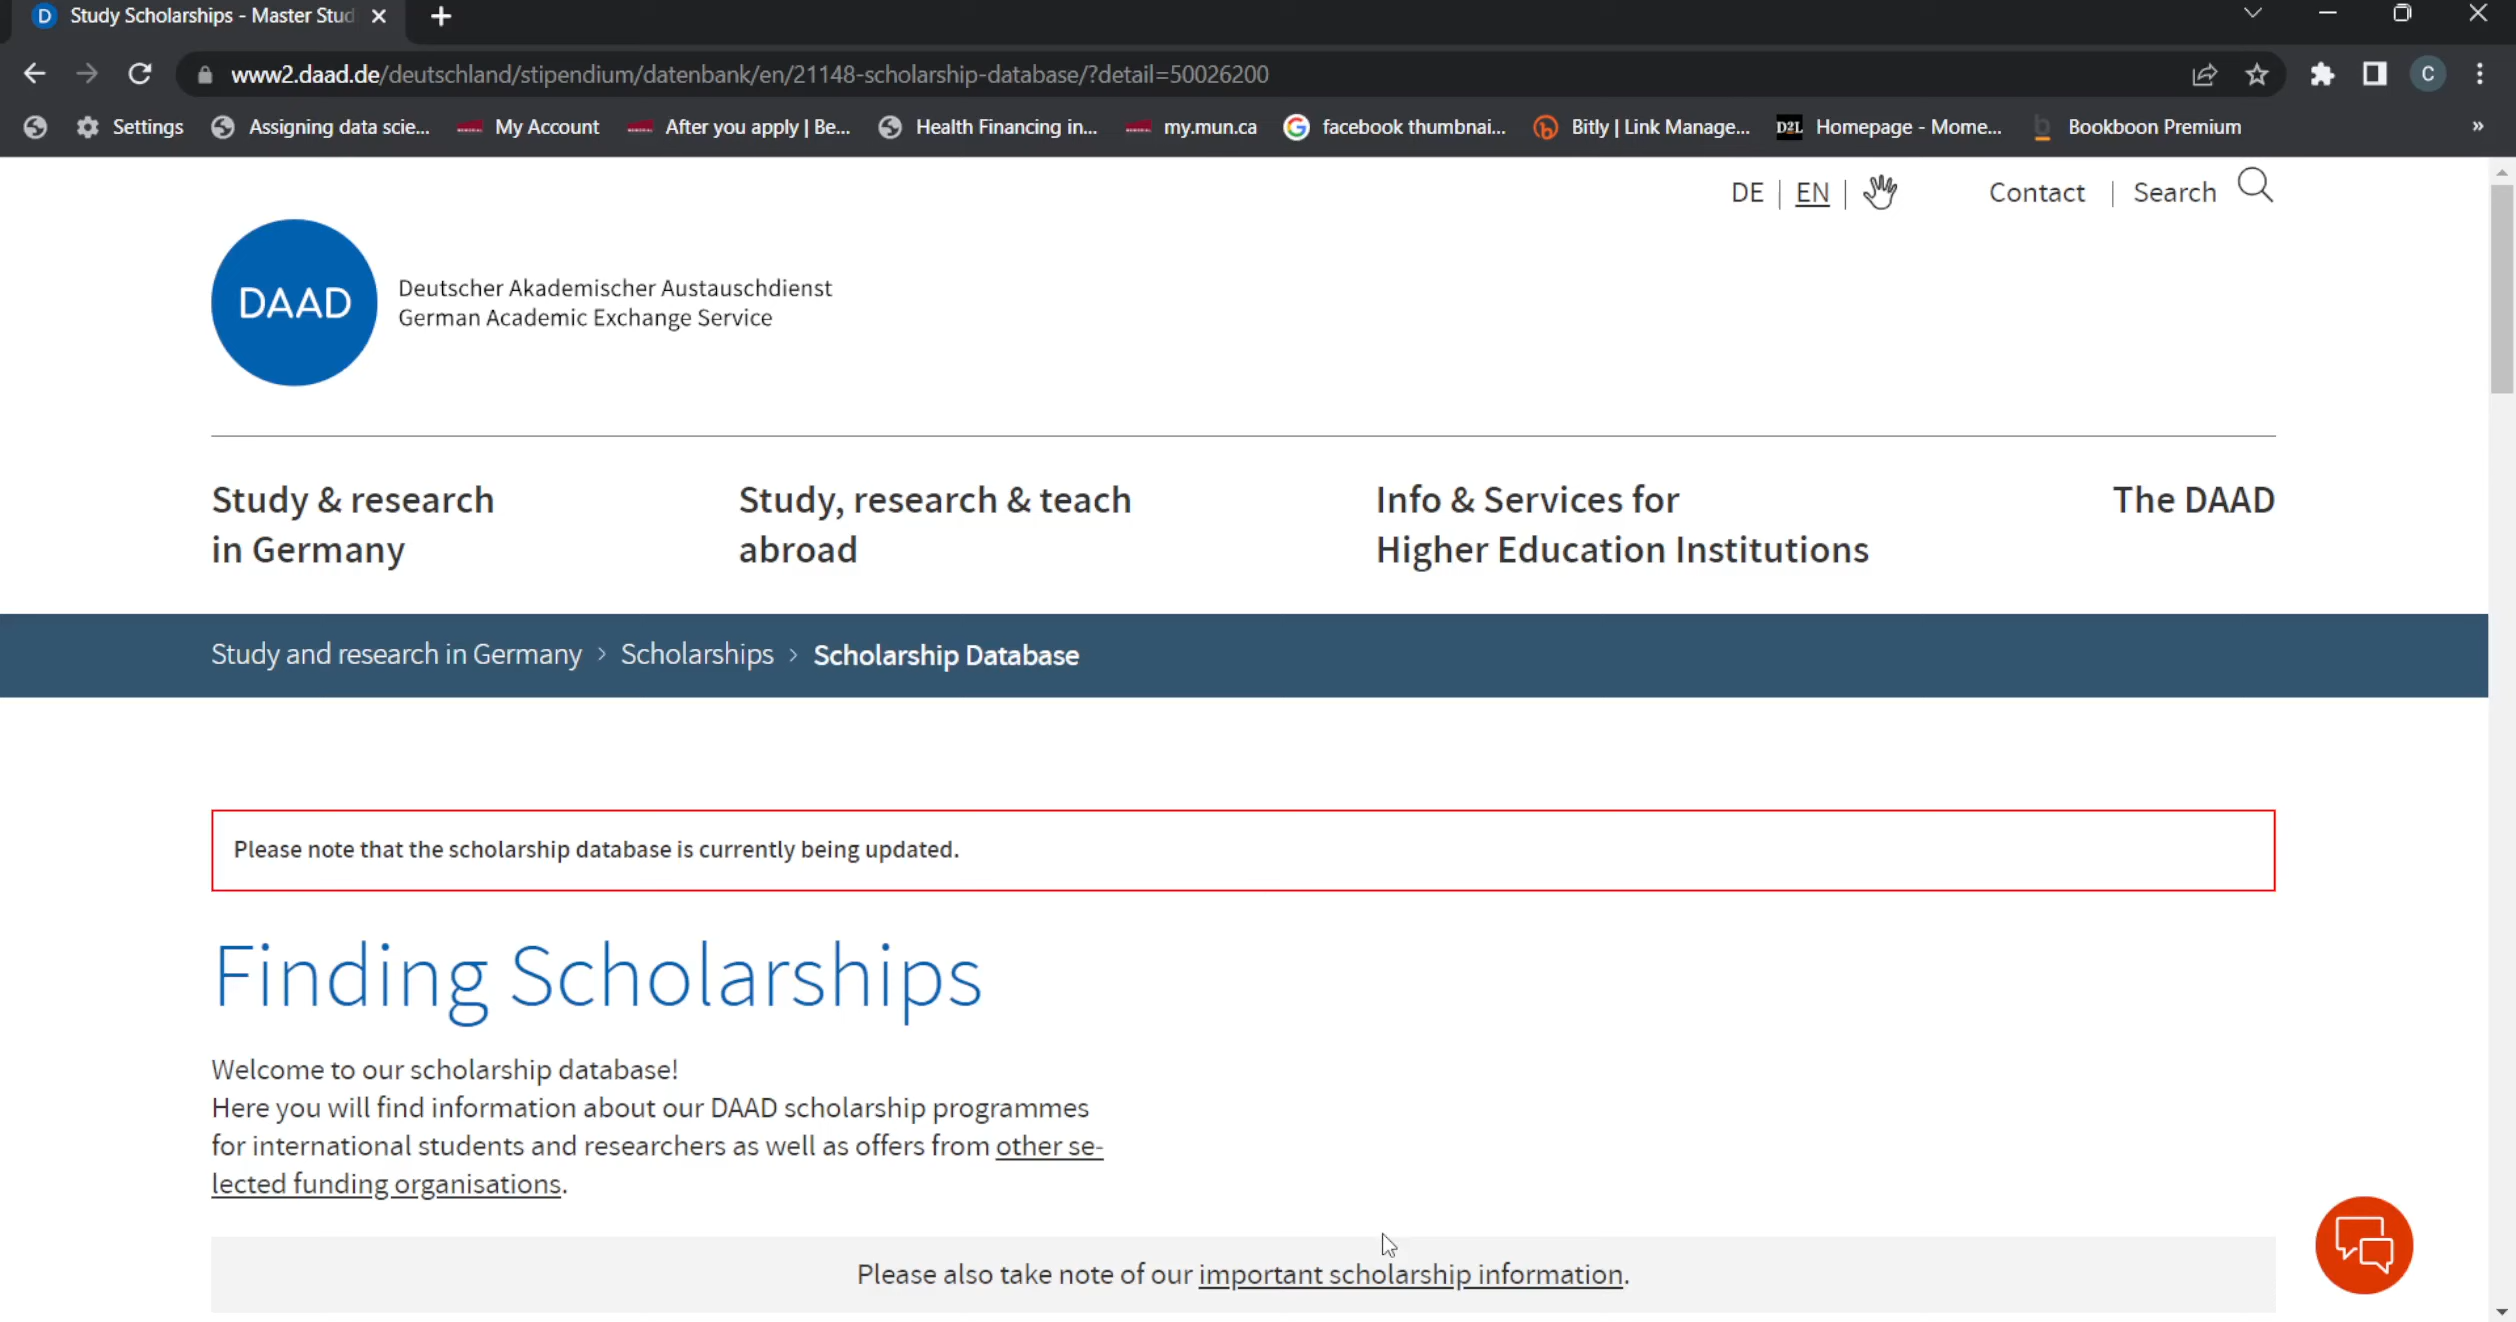 D Study Scholarships - Master Stud
www2.daad.de/deutschland/stipendium/datenbank/en/21148-scholarship-database/?detail=50026200
C
Settings Assigning data scie... My Account After you apply | Be... Health Financing in... my.mun.ca facebook thumbnai... Bitly | Link Manage... D2L Homepage - Mome... Bookboon Premium »
DE | EN | Contact | Search
DAAD
Deutscher Akademischer Austauschdienst
German Academic Exchange Service
Study & research
in Germany
Study, research & teach
abroad
Info & Services for
Higher Education Institutions
The DAAD
Study and research in Germany > Scholarships > Scholarship Database
Please note that the scholarship database is currently being updated.
Finding Scholarships
Welcome to our scholarship database!
Here you will find information about our DAAD scholarship programmes
for international students and researchers as well as offers from other se-
lected funding organisations.
Please also take note of our important scholarship information.